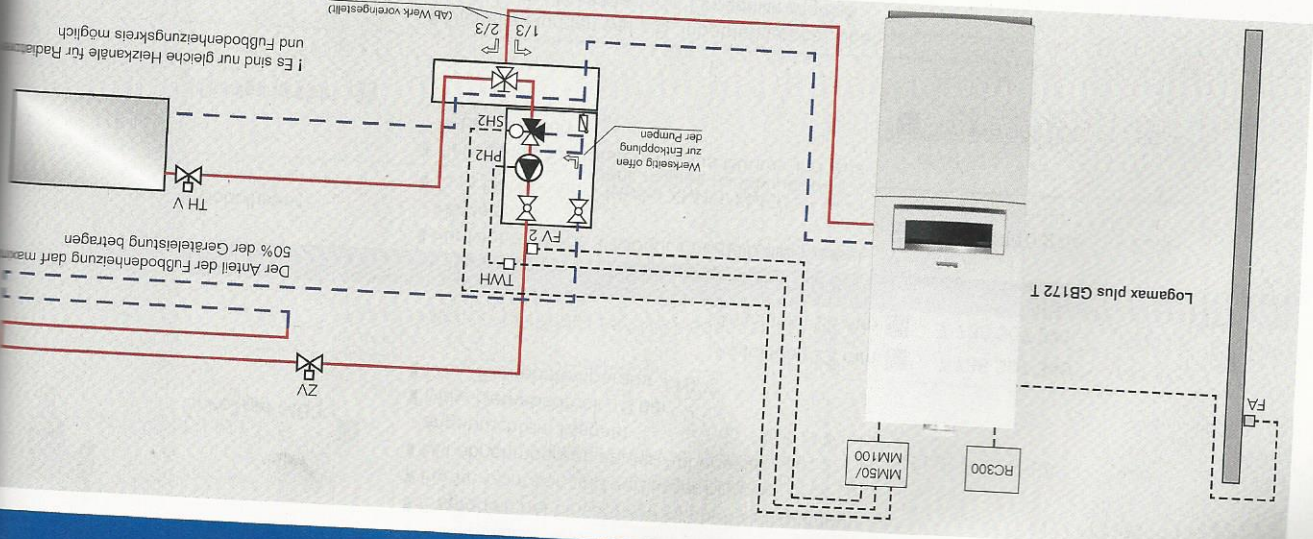 FA
RC300
MM50/
MM100
Logamax plus GB172 T
ZV
Der Anteil der Fußbodenheizung darf
50% der Geräteleistung betragen
TWH
FV 2
TH V
PH2
SH2
Werkseitig offen
zur Entkopplung
der Pumpen
! Es sind nur gleiche Heizkanäle für
und Fußbodenheizungskreis möglich
1/3
2/3
(Ab Werk voreingestellt)